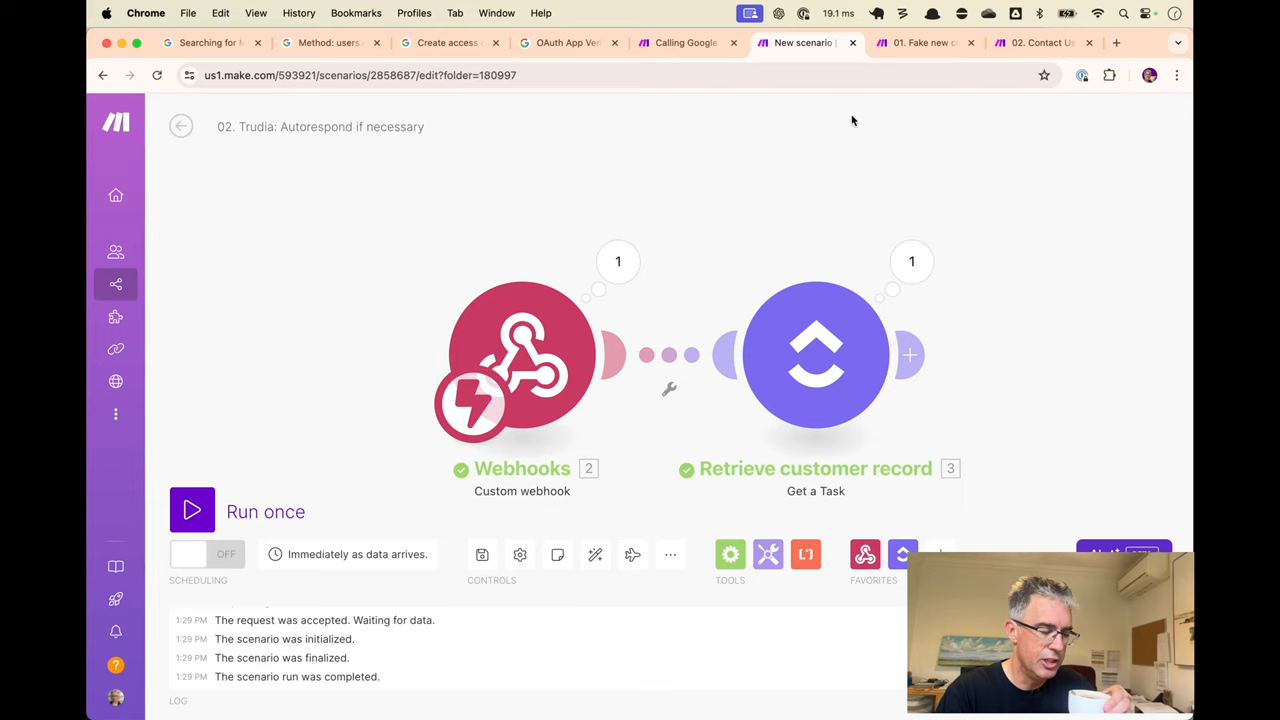 Chrome File Edit View History Bookmarks Profiles Tab Window Help 19.1 ms
Searching for Method: users. Create access OAuth App Ver Calling Google New scenario | 01. Fake new c 02. Contact Us
us1.make.com/593921/scenarios/2858687/edit?folder=180997
02. Trudia: Autorespond if necessary
1
1
Webhooks 2
Custom webhook
Retrieve customer record 3
Get a Task
Run once
OFF Immediately as data arrives.
SCHEDULING CONTROLS TOOLS FAVORITES
1:29 PM The request was accepted. Waiting for data.
1:29 PM The scenario was initialized.
1:29 PM The scenario was finalized.
1:29 PM The scenario run was completed.
LOG